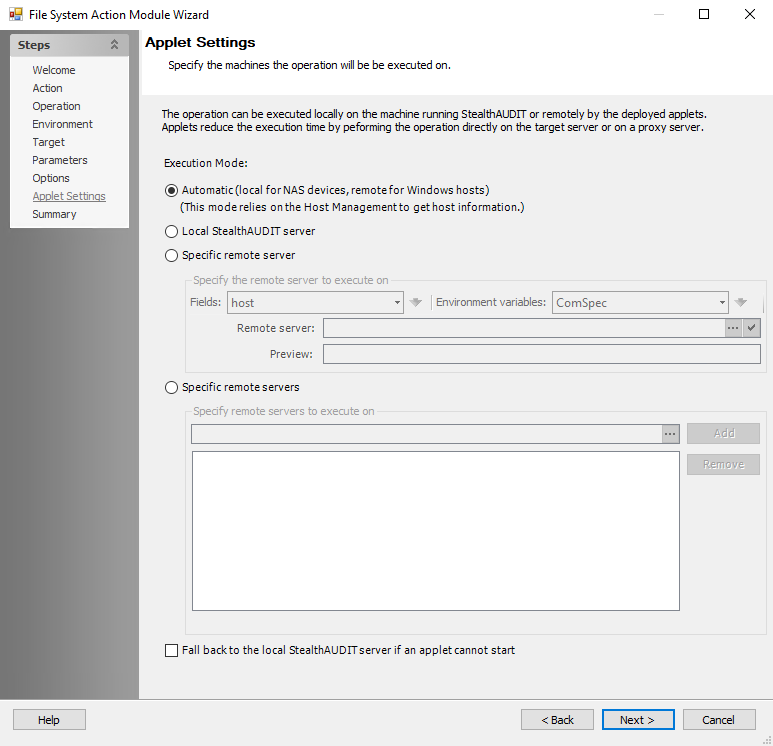 File System Action Module Wizard
Steps
Welcome
Action
Operation
Environment
Target
Parameters
Options
Applet Settings
Summary
Applet Settings
Specify the machines the operation will be be executed on.
The operation can be executed locally on the machine running StealthAUDIT or remotely by the deployed applets.
Applets reduce the execution time by peforming the operation directly on the target server or on a proxy server.
Execution Mode:
Automatic (local for NAS devices, remote for Windows hosts)
(This mode relies on the Host Management to get host information.)
Local StealthAUDIT server
Specific remote server
Specify the remote server to execute on
Fields: host Environment variables: ComSpec
Remote server: ...
Preview:
Specific remote servers
Specify remote servers to execute on
... Add
Remove
Fall back to the local StealthAUDIT server if an applet cannot start
Help < Back Next > Cancel